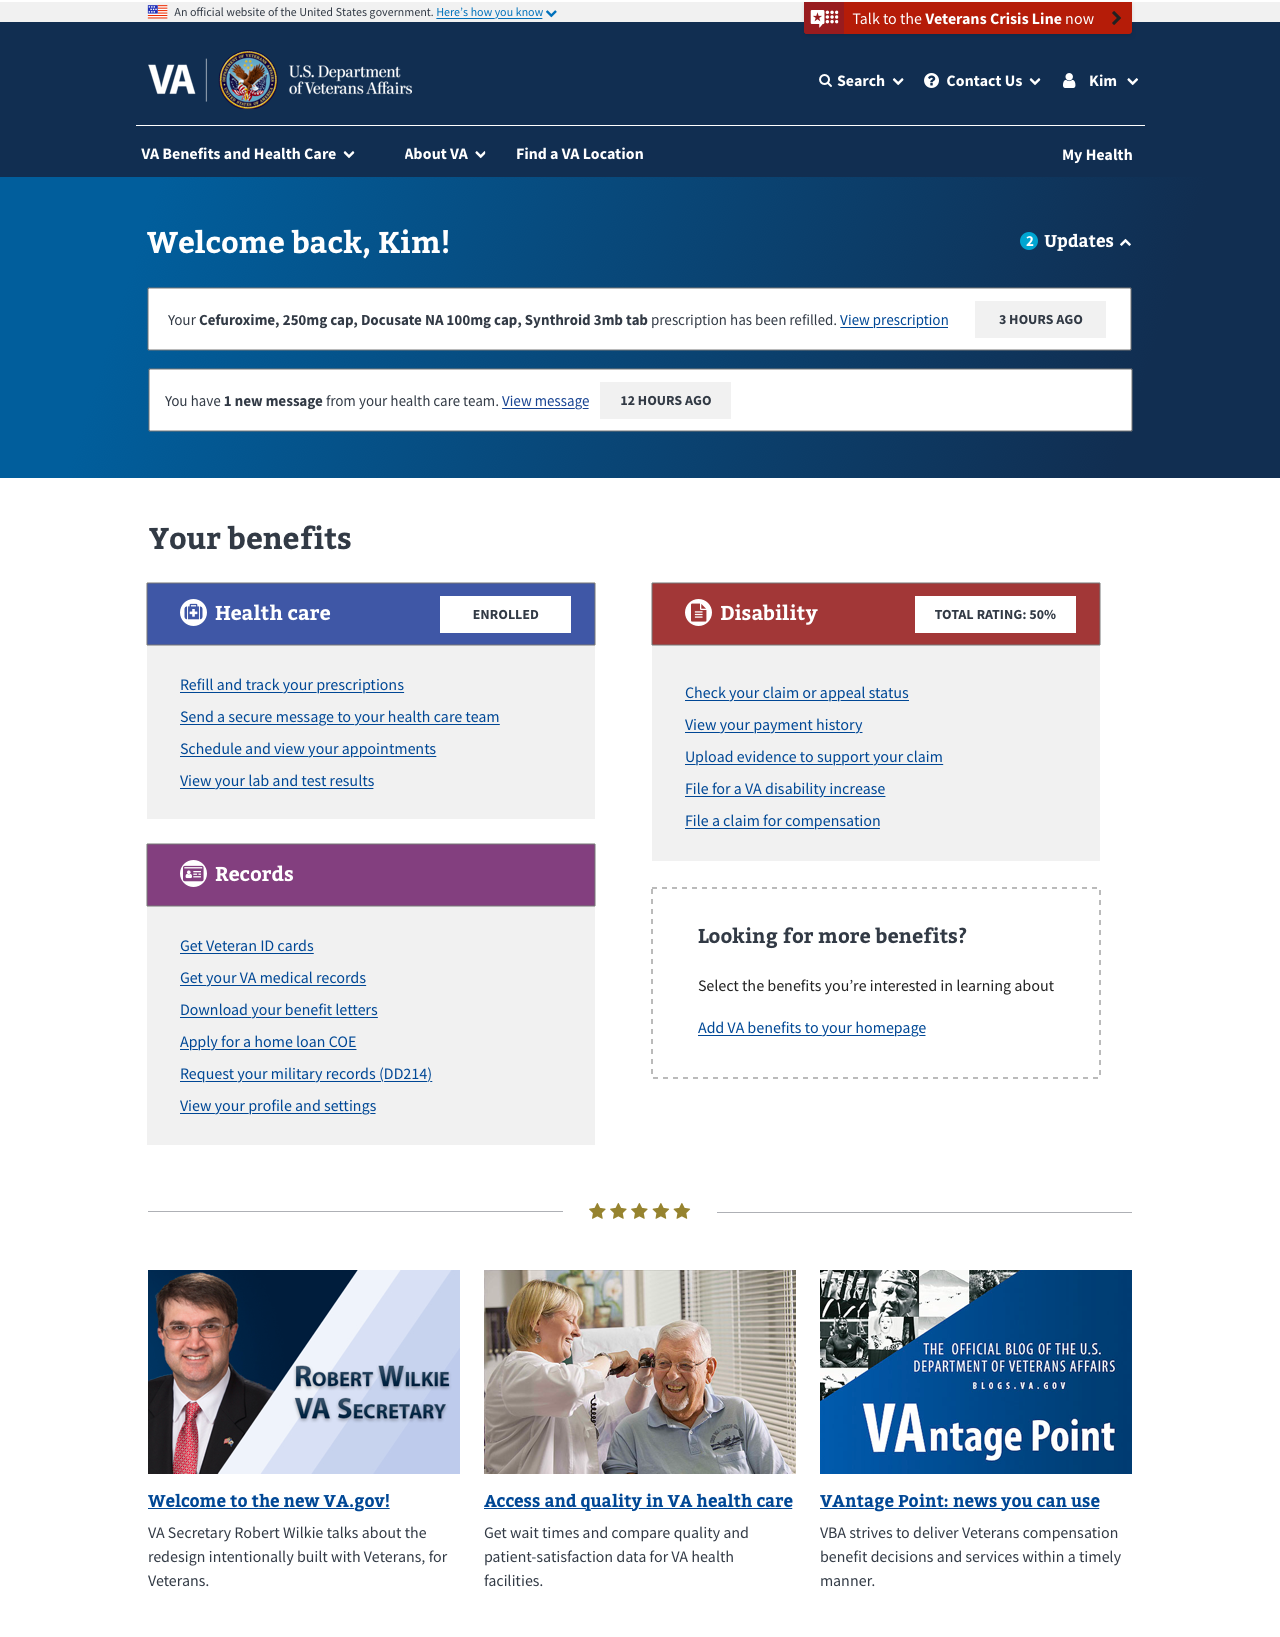 An official website of the United States government. Here's how you know
Talk to the Veterans Crisis Line now
VA
U.S. Department
of Veterans Affairs
Search
Contact Us
Kim
VA Benefits and Health Care
About VA
Find a VA Location
My Health
Welcome back, Kim!
2 Updates
Your Cefuroxime, 250mg cap, Docusate NA 100mg cap, Synthroid 3mb tab prescription has been refilled. View prescription
3 HOURS AGO
You have 1 new message from your health care team. View message
12 HOURS AGO
Your benefits
Health care
ENROLLED
Refill and track your prescriptions
Send a secure message to your health care team
Schedule and view your appointments
View your lab and test results
Disability
TOTAL RATING: 50%
Check your claim or appeal status
View your payment history
Upload evidence to support your claim
File for a VA disability increase
File a claim for compensation
Records
Get Veteran ID cards
Get your VA medical records
Download your benefit letters
Apply for a home loan COE
Request your military records (DD214)
View your profile and settings
Looking for more benefits?
Select the benefits you’re interested in learning about
Add VA benefits to your homepage
ROBERT WILKIE
VA SECRETARY
THE OFFICIAL BLOG OF THE U.S.
DEPARTMENT OF VETERANS AFFAIRS
BLOGS.VA.GOV
VAntage Point
Welcome to the new VA.gov!
VA Secretary Robert Wilkie talks about the
redesign intentionally built with Veterans, for
Veterans.
Access and quality in VA health care
Get wait times and compare quality and
patient-satisfaction data for VA health
facilities.
VAntage Point: news you can use
VBA strives to deliver Veterans compensation
benefit decisions and services within a timely
manner.